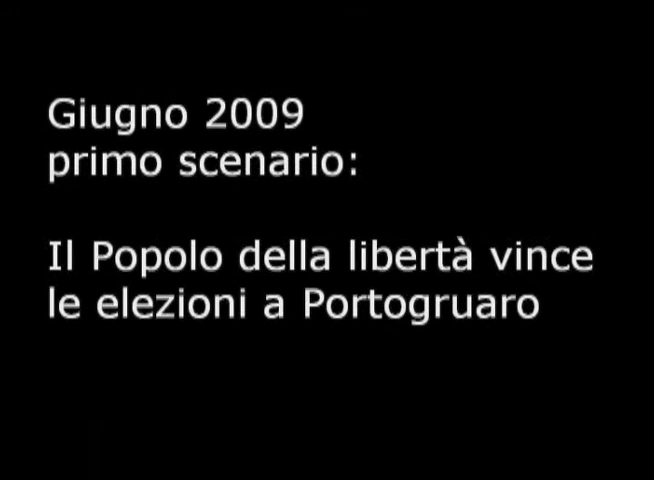 Giugno 2009
primo scenario:
Il Popolo della libertà vince
le elezioni a Portogruaro